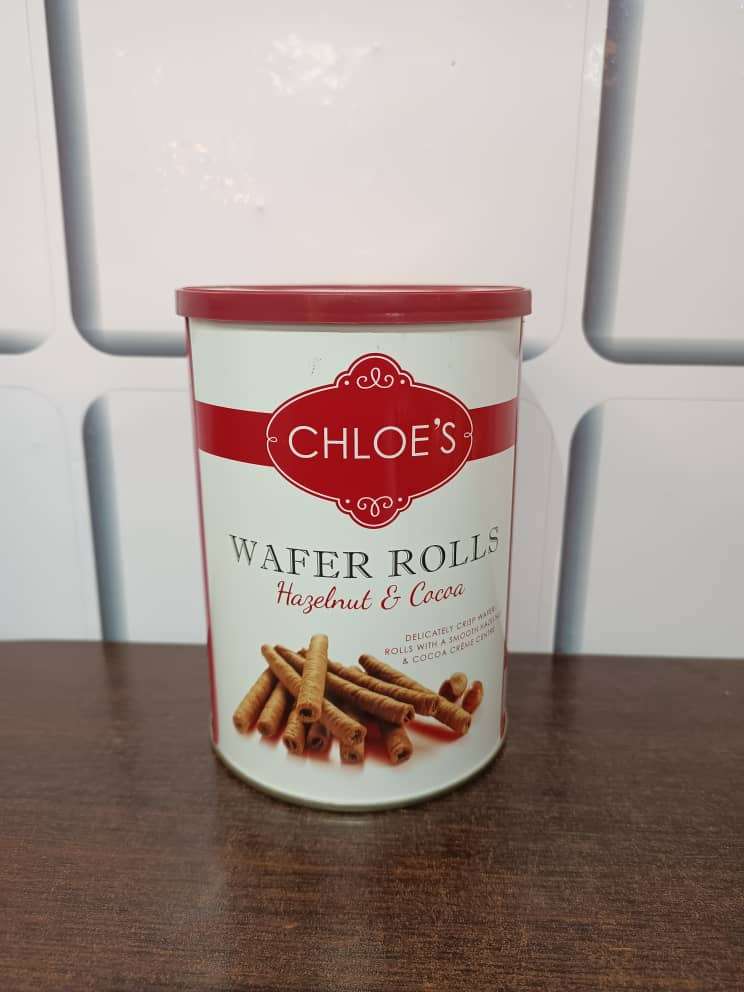 CHLOE'S
WAFER ROLLS
Hazelnut & Cocoa
DELICATELY CRISP WAFER
ROLLS WITH A SMOOTH
& COCOA CRÈME CENTRE